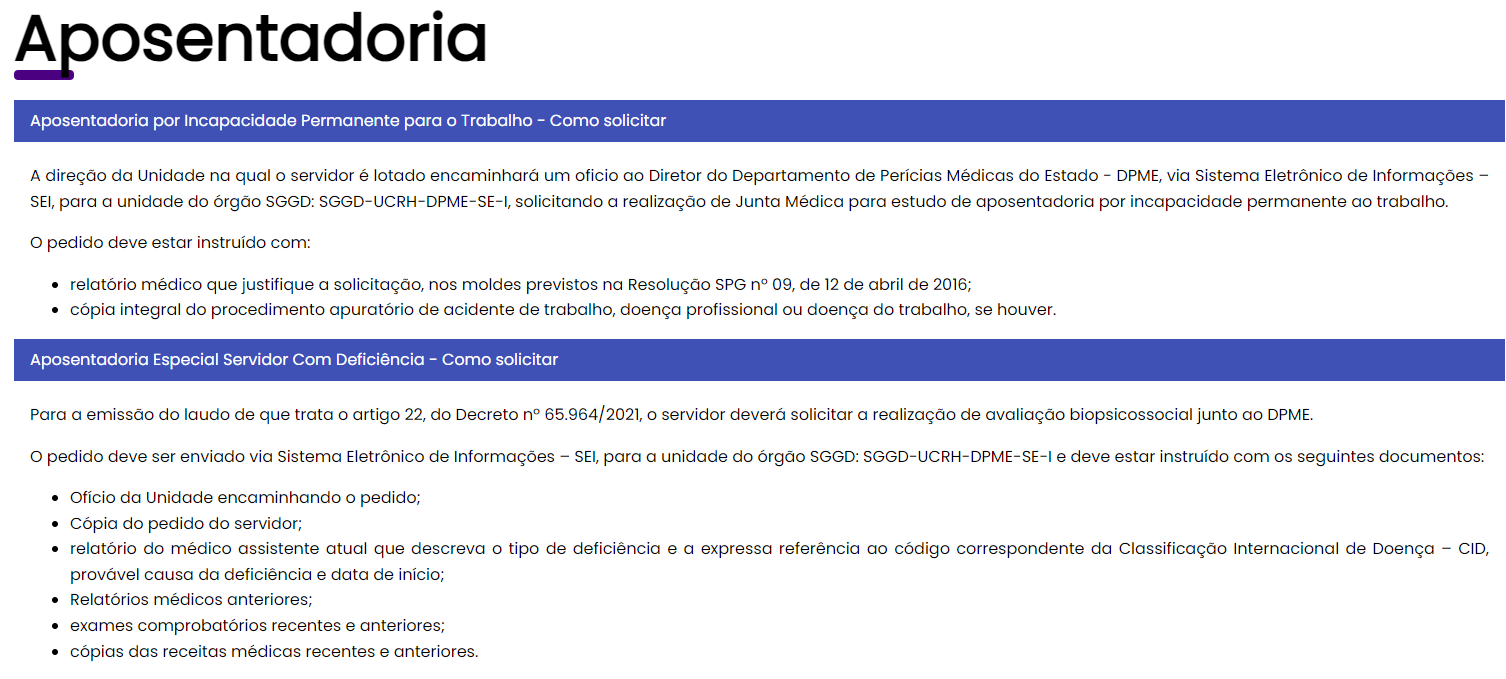 Aposentadoria
Aposentadoria por Incapacidade Permanente para o Trabalho - Como solicitar
A direção da Unidade na qual o servidor é lotado encaminhará um oficio ao Diretor do Departamento de Perícias Médicas do Estado - DPME, via Sistema Eletrônico de Informações –
SEI, para a unidade do órgão SGGD: SGGD-UCRH-DPME-SE-I, solicitando a realização de Junta Médica para estudo de aposentadoria por incapacidade permanente ao trabalho.
O pedido deve estar instruído com:
• relatório médico que justifique a solicitação, nos moldes previstos na Resolução SPG nº 09, de 12 de abril de 2016;
• cópia integral do procedimento apuratório de acidente de trabalho, doença profissional ou doença do trabalho, se houver.
Aposentadoria Especial Servidor Com Deficiência - Como solicitar
Para a emissão do laudo de que trata o artigo 22, do Decreto nº 65.964/2021, o servidor deverá solicitar a realização de avaliação biopsicossocial junto ao DPME.
O pedido deve ser enviado via Sistema Eletrônico de Informações – SEI, para a unidade do órgão SGGD: SGGD-UCRH-DPME-SE-I e deve estar instruído com os seguintes documentos:
• Ofício da Unidade encaminhando o pedido;
• Cópia do pedido do servidor;
• relatório do médico assistente atual que descreva o tipo de deficiência e a expressa referência ao código correspondente da Classificação Internacional de Doença – CID,
provável causa da deficiência e data de início;
• Relatórios médicos anteriores;
• exames comprobatórios recentes e anteriores;
• cópias das receitas médicas recentes e anteriores.